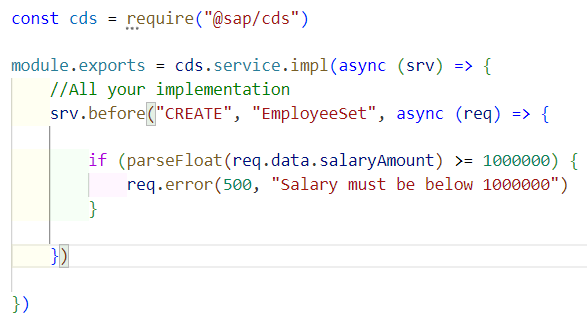 const cds = require("@sap/cds")
module.exports = cds.service.impl(async (srv) => {
//All your implementation
srv.before("CREATE", "EmployeeSet", async (req) => {
if (parseFloat(req.data.salaryAmount) >= 1000000) {
req.error(500, "Salary must be below 1000000")
}
})
})